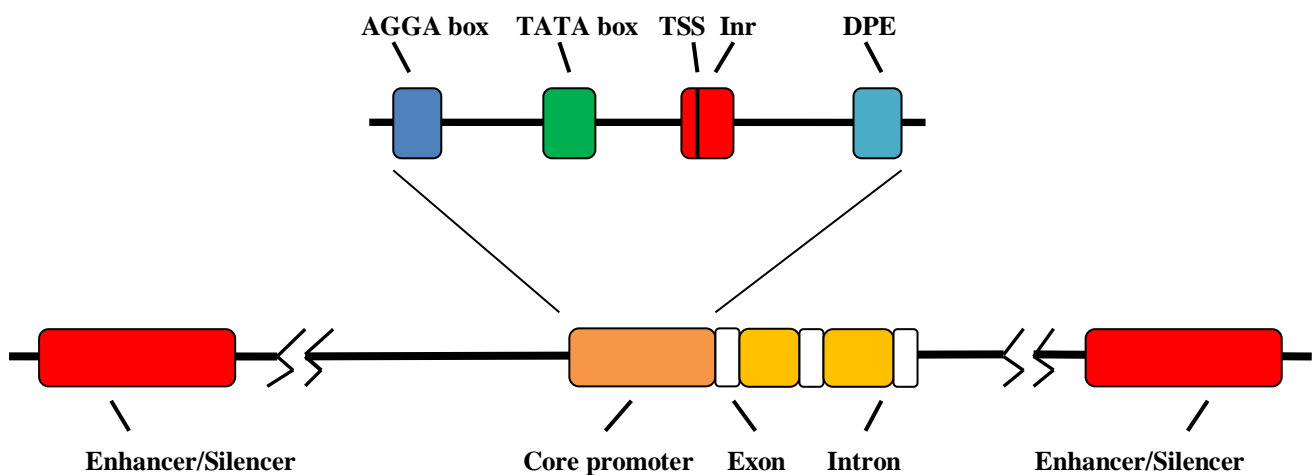 AGGA box TATA box TSS Inr DPE
Enhancer/Silencer Core promoter Exon Intron Enhancer/Silencer